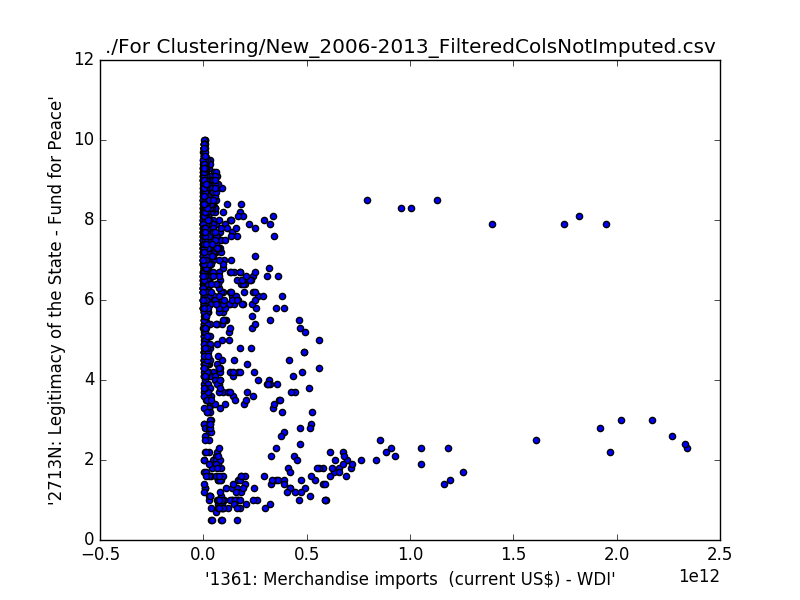 ./For Clustering/New_2006-2013_FilteredColsNotImputed.csv
12
10
8
6
4
2
0
'2713N: Legitimacy of the State - Fund for Peace'
−0.5 0.0 0.5 1.0 1.5 2.0 2.5
1e12
'1361: Merchandise imports  (current US$) - WDI'